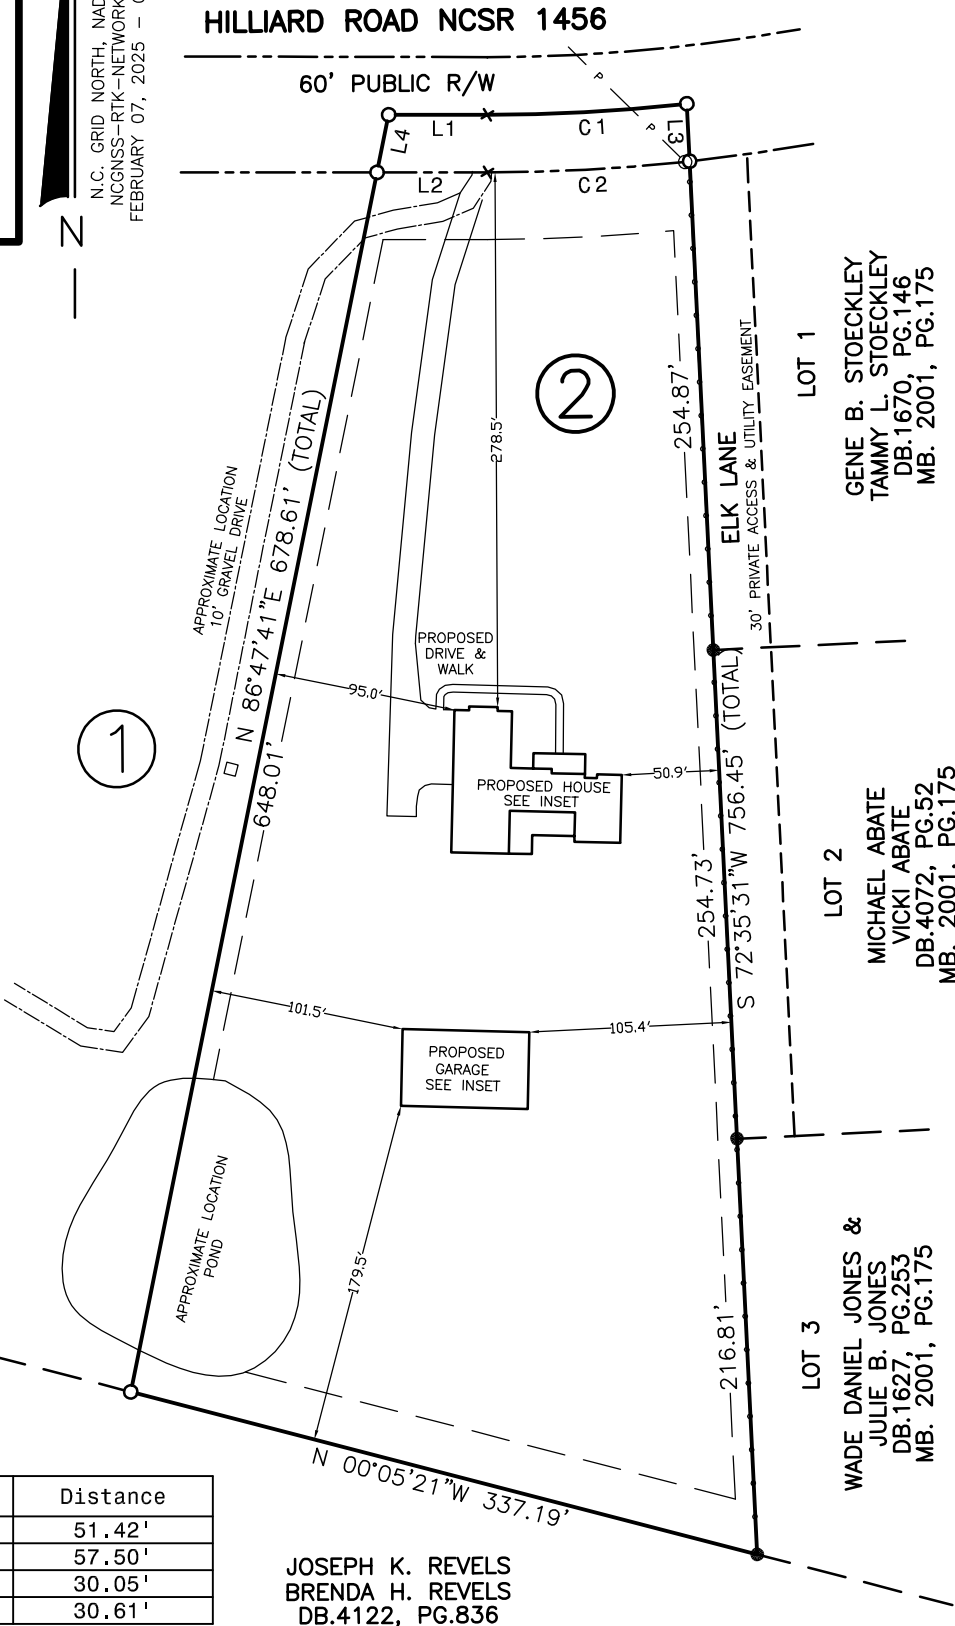 HILLIARD ROAD NCSR 1456
60' PUBLIC R/W
N.C. GRID NORTH, NAD
NCGNSS-RTK-NETWORK
FEBRUARY 07, 2025 -
N
L4
L1
C1
L3
L2
C2
P
P
2
1
278.5'
254.87'
ELK LANE
30' PRIVATE ACCESS & UTILITY EASEMENT
LOT 1
GENE B. STOECKLEY
TAMMY L. STOECKLEY
DB.1670, PG.146
MB. 2001, PG.175
APPROXIMATE LOCATION
10' GRAVEL DRIVE
N 86°47'41"E 678.61' (TOTAL)
648.01'
PROPOSED
DRIVE &
WALK
95.0'
PROPOSED HOUSE
SEE INSET
50.9'
254.73'
S 72°35'31"W 756.45' (TOTAL)
LOT 2
MICHAEL ABATE
VICKI ABATE
DB.4072, PG.52
MB. 2001, PG.175
101.5'
105.4'
PROPOSED
GARAGE
SEE INSET
APPROXIMATE LOCATION
POND
179.5'
216.81'
LOT 3
WADE DANIEL JONES &
JULIE B. JONES
DB.1627, PG.253
MB. 2001, PG.175
N 00°05'21"W 337.19'
Distance
51.42'
57.50'
30.05'
30.61'
JOSEPH K. REVELS
BRENDA H. REVELS
DB.4122, PG.836